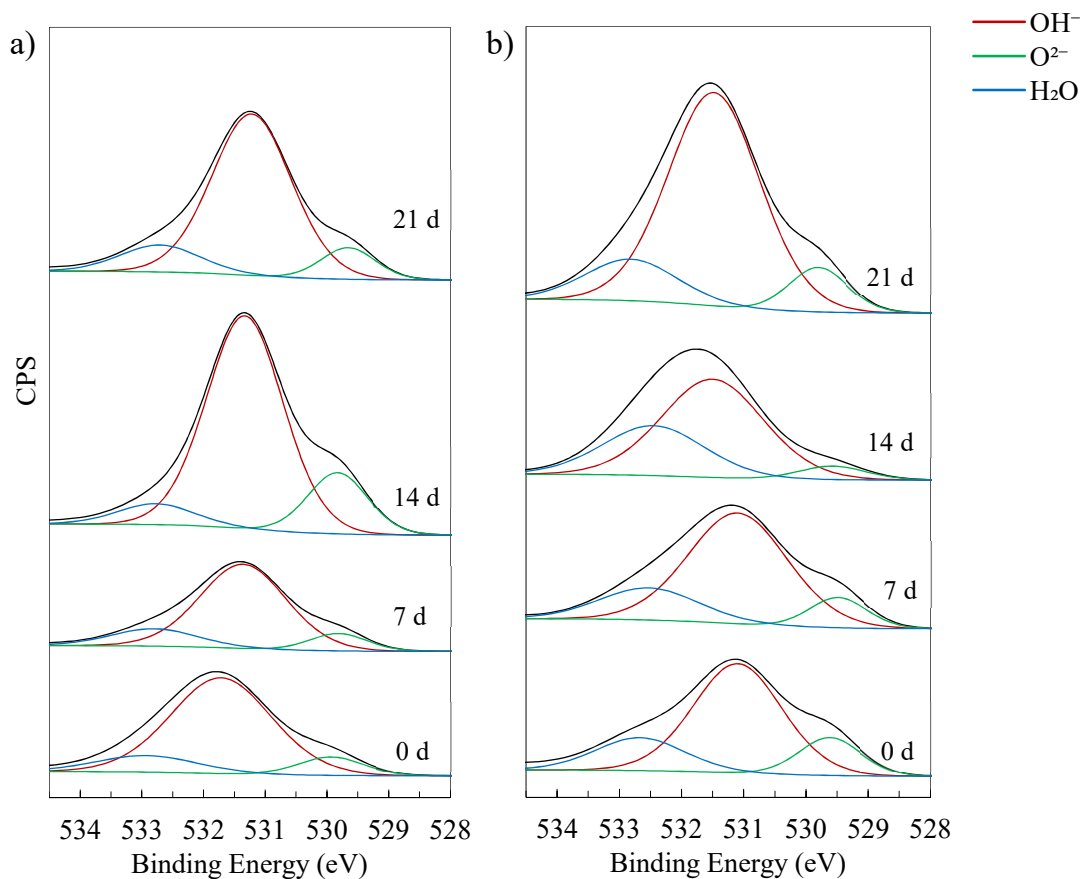 a)
b)
OH⁻
O²⁻
H₂O
21 d
14 d
7 d
0 d
21 d
14 d
7 d
0 d
CPS
534 533 532 531 530 529 528
534 533 532 531 530 529 528
Binding Energy (eV)
Binding Energy (eV)